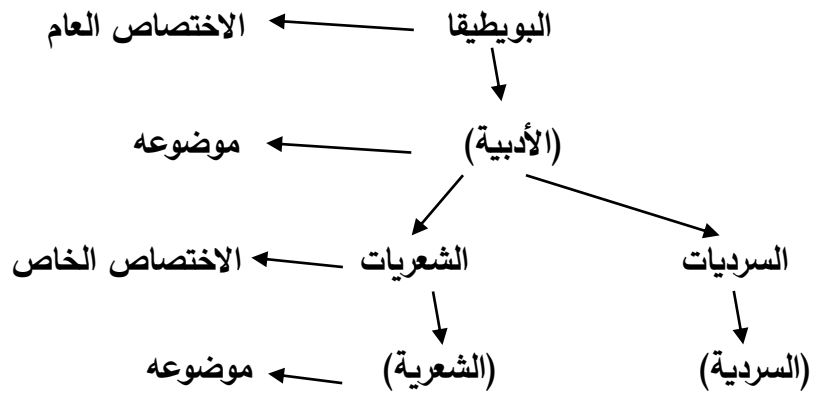 البويطيقا الاختصاص العام
(الأدبية) موضوعه
السرديات الشعريات الاختصاص الخاص
(السردية) (الشعرية) موضوعه